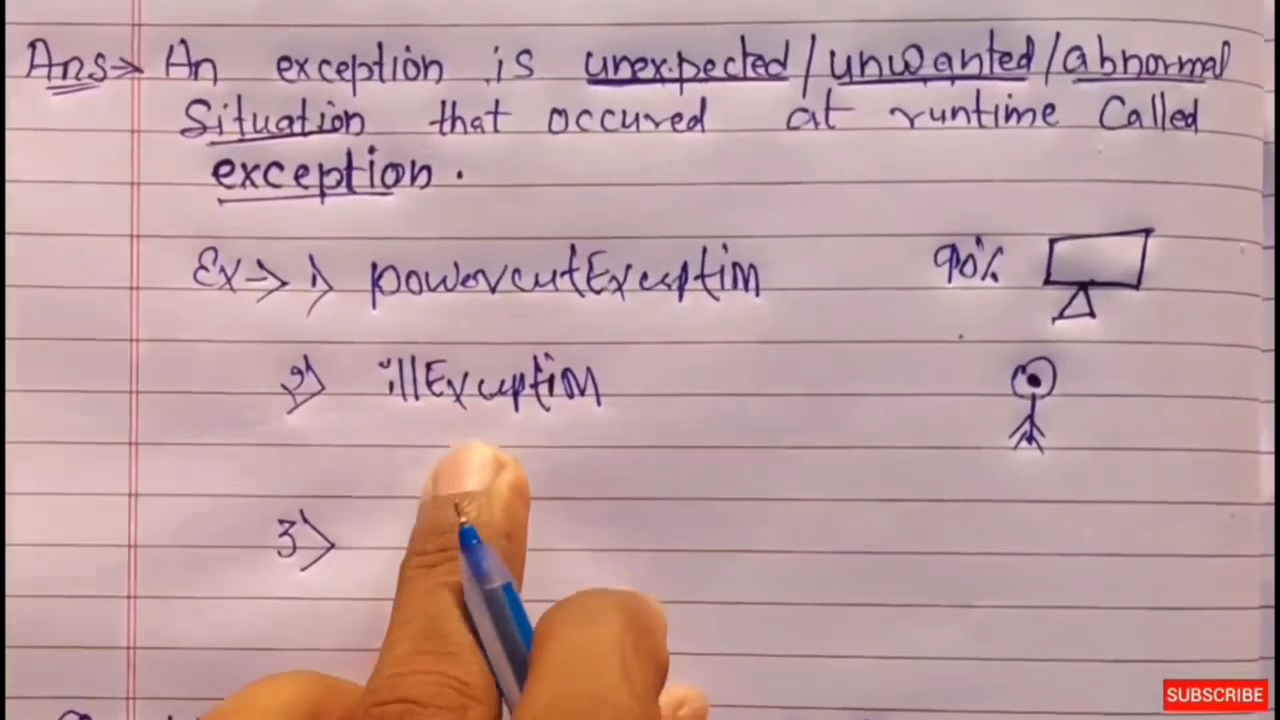 Ans→ An exception is unexpected/unwanted/abnormal
Situation that occured at runtime Called
exception.
Ex→ 1) powercutException 90%
2) illException
3)
SUBSCRIBE